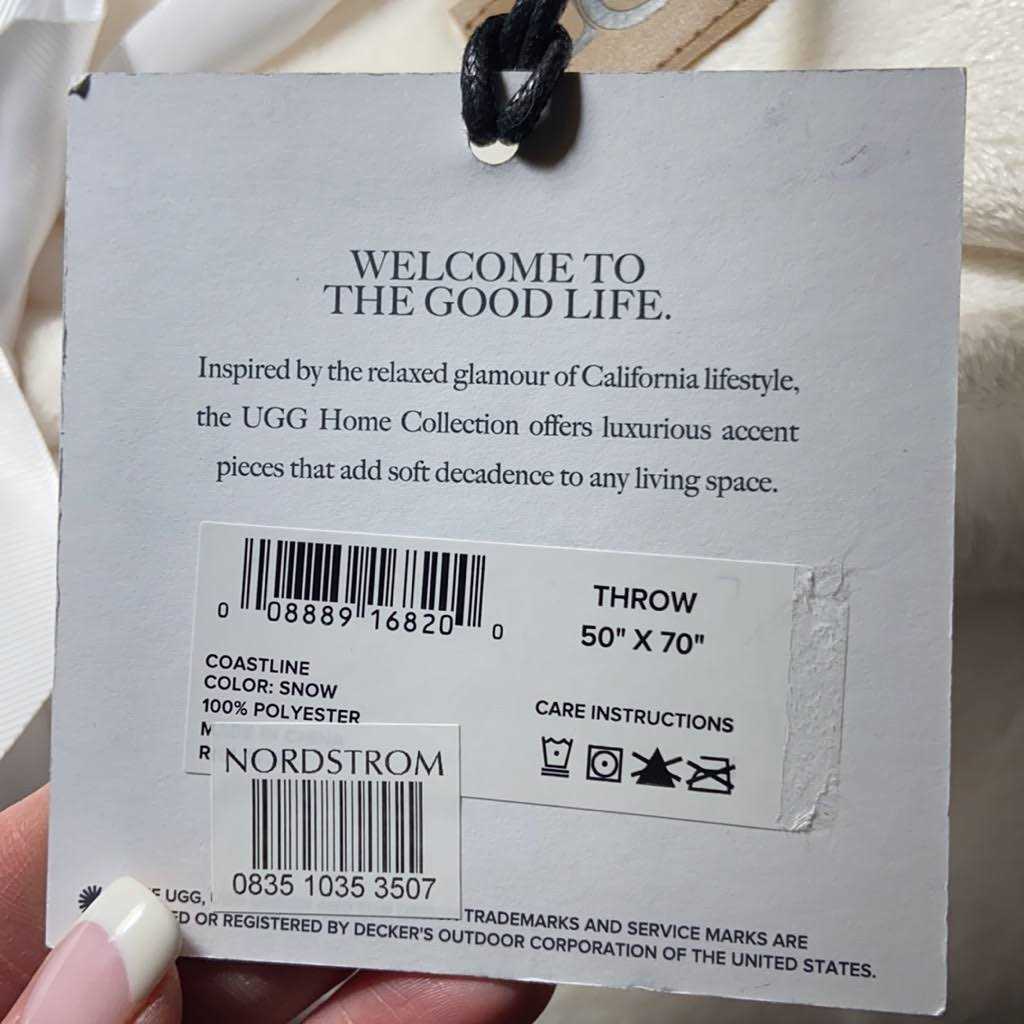 WELCOME TO
THE GOOD LIFE.
Inspired by the relaxed glamour of California lifestyle,
the UGG Home Collection offers luxurious accent
pieces that add soft decadence to any living space.
0 08889 16820 0
COASTLINE
COLOR: SNOW
100% POLYESTER
M
R
THROW
50" X 70"
CARE INSTRUCTIONS
NORDSTROM
0835 1035 3507
UGG, TRADEMARKS AND SERVICE MARKS ARE
OR REGISTERED BY DECKER'S OUTDOOR CORPORATION OF THE UNITED STATES.